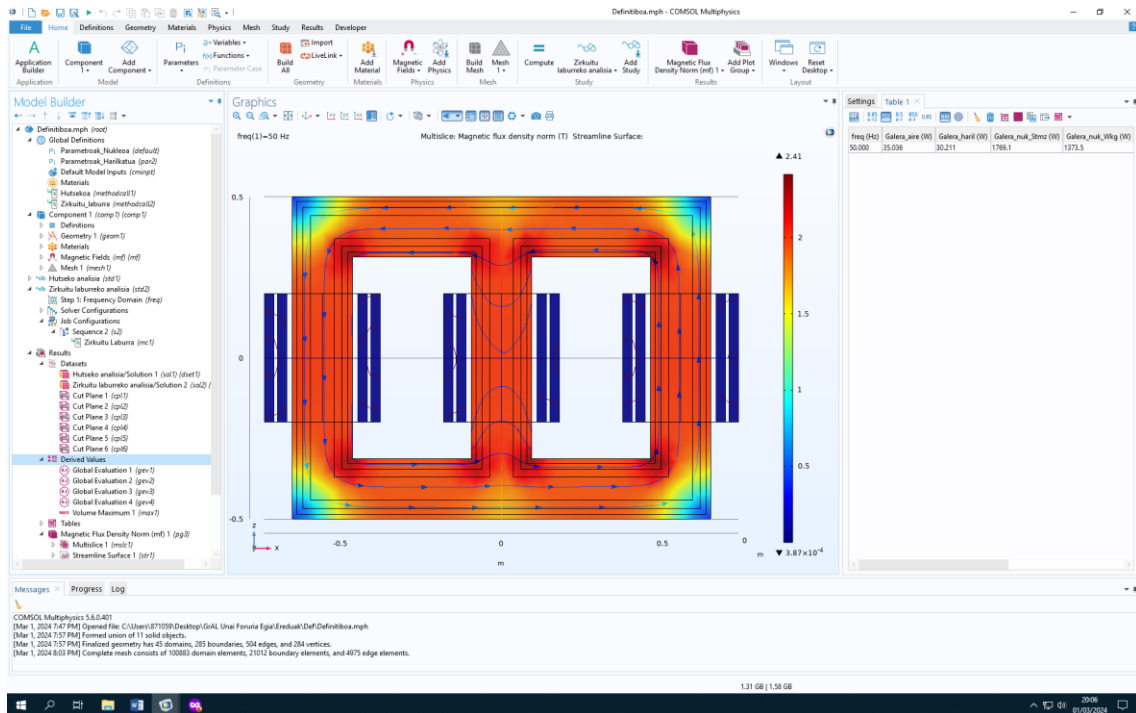 Definitiboa.mph - COMSOL Multiphysics
File Home Definitions Geometry Materials Physics Mesh Study Results Developer
Application Builder
Component 1
Add Component
Parameters
a= Variables
f(x) Functions
Pi Parameter Case
Build All
Import
LiveLink
Add Material
Magnetic Fields
Add Physics
Build Mesh
Mesh 1
Compute
Zirkuitu laburreko analisia
Add Study
Magnetic Flux Density Norm (mf) 1
Add Plot Group
Windows
Reset Desktop
Application Model Definitions Geometry Materials Physics Mesh Study Results Layout
Model Builder
Definitiboa.mph (root)
Global Definitions
Pi Parametroak_Nukleoa (default)
Pi Parametroak_Harilkatua (par2)
Default Model Inputs (cminpt)
Materials
Hutsekoa (methodcall1)
Zirkuitu_laburra (methodcall2)
Component 1 (comp1) (comp1)
Definitions
Geometry 1 (geom1)
Materials
Magnetic Fields (mf) (mf)
Mesh 1 (mesh1)
Hutseko analisia (std1)
Zirkuitu laburreko analisia (std2)
Step 1: Frequency Domain (freq)
Solver Configurations
Job Configurations
Sequence 2 (s2)
Zirkuitu Laburra (mc1)
Results
Datasets
Hutseko analisia/Solution 1 (sol1) (dset1)
Zirkuitu laburreko analisia/Solution 2 (sol2) (
Cut Plane 1 (cpl1)
Cut Plane 2 (cpl2)
Cut Plane 3 (cpl3)
Cut Plane 4 (cpl4)
Cut Plane 5 (cpl5)
Cut Plane 6 (cpl6)
Derived Values
Global Evaluation 1 (gev1)
Global Evaluation 2 (gev2)
Global Evaluation 3 (gev3)
Global Evaluation 4 (gev4)
MAX Volume Maximum 1 (max1)
Tables
Magnetic Flux Density Norm (mf) 1 (pg3)
Multislice 1 (mslc1)
Streamline Surface 1 (str1)
Graphics
freq(1)=50 Hz Multislice: Magnetic flux density norm (T) Streamline Surface:
▲ 2.41
2
1.5
1
0.5
▼ 3.87×10⁻⁴
0.5
0
-0.5
z
y x
-0.5 0 0.5 0
m
m
Settings Table 1
freq (Hz) Galera_aire (W) Galera_haril (W) Galera_nuk_Stmz (W) Galera_nuk_Wkg (W)
50.000 35.036 30.211 1769.1 1373.5
Messages Progress Log
COMSOL Multiphysics 5.6.0.401
[Mar 1, 2024 7:47 PM] Opened file: C:\Users\871059\Desktop\GrAL Unai Foruria Egia\Ereduak\Def\Definitiboa.mph
[Mar 1, 2024 7:57 PM] Formed union of 11 solid objects.
[Mar 1, 2024 7:57 PM] Finalized geometry has 45 domains, 285 boundaries, 504 edges, and 284 vertices.
[Mar 1, 2024 8:03 PM] Complete mesh consists of 100883 domain elements, 21012 boundary elements, and 4975 edge elements.
1.31 GB | 1.58 GB
20:06
01/03/2024